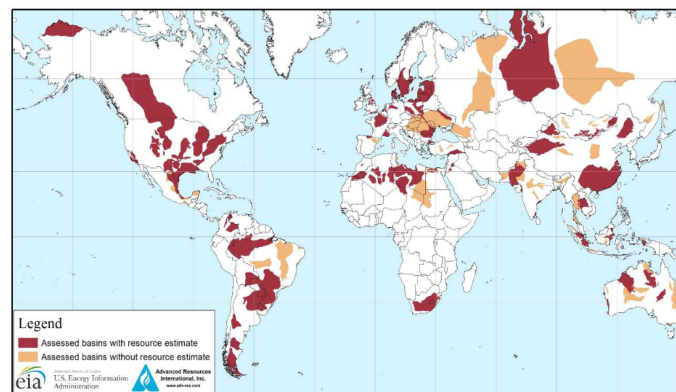 Legend
Assessed basins with resource estimate
Assessed basins without resource estimate
eia
U.S. Energy Information
Administration
Advanced Resources
International, Inc.